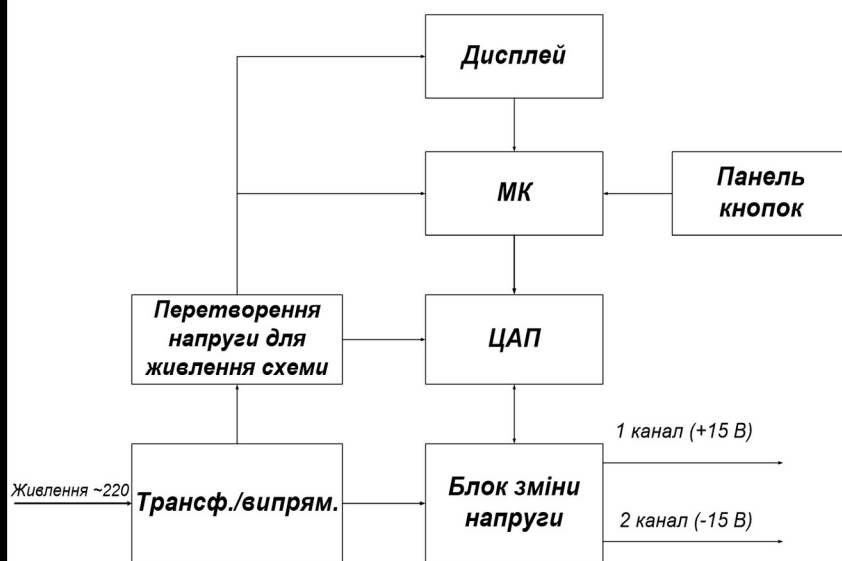 Дисплей
МК
Панель
кнопок
Перетворення
напруги для
живлення схеми
ЦАП
1 канал (+15 В)
Живлення ~220
Трансф./випрям.
Блок зміни
напруги
2 канал (-15 В)